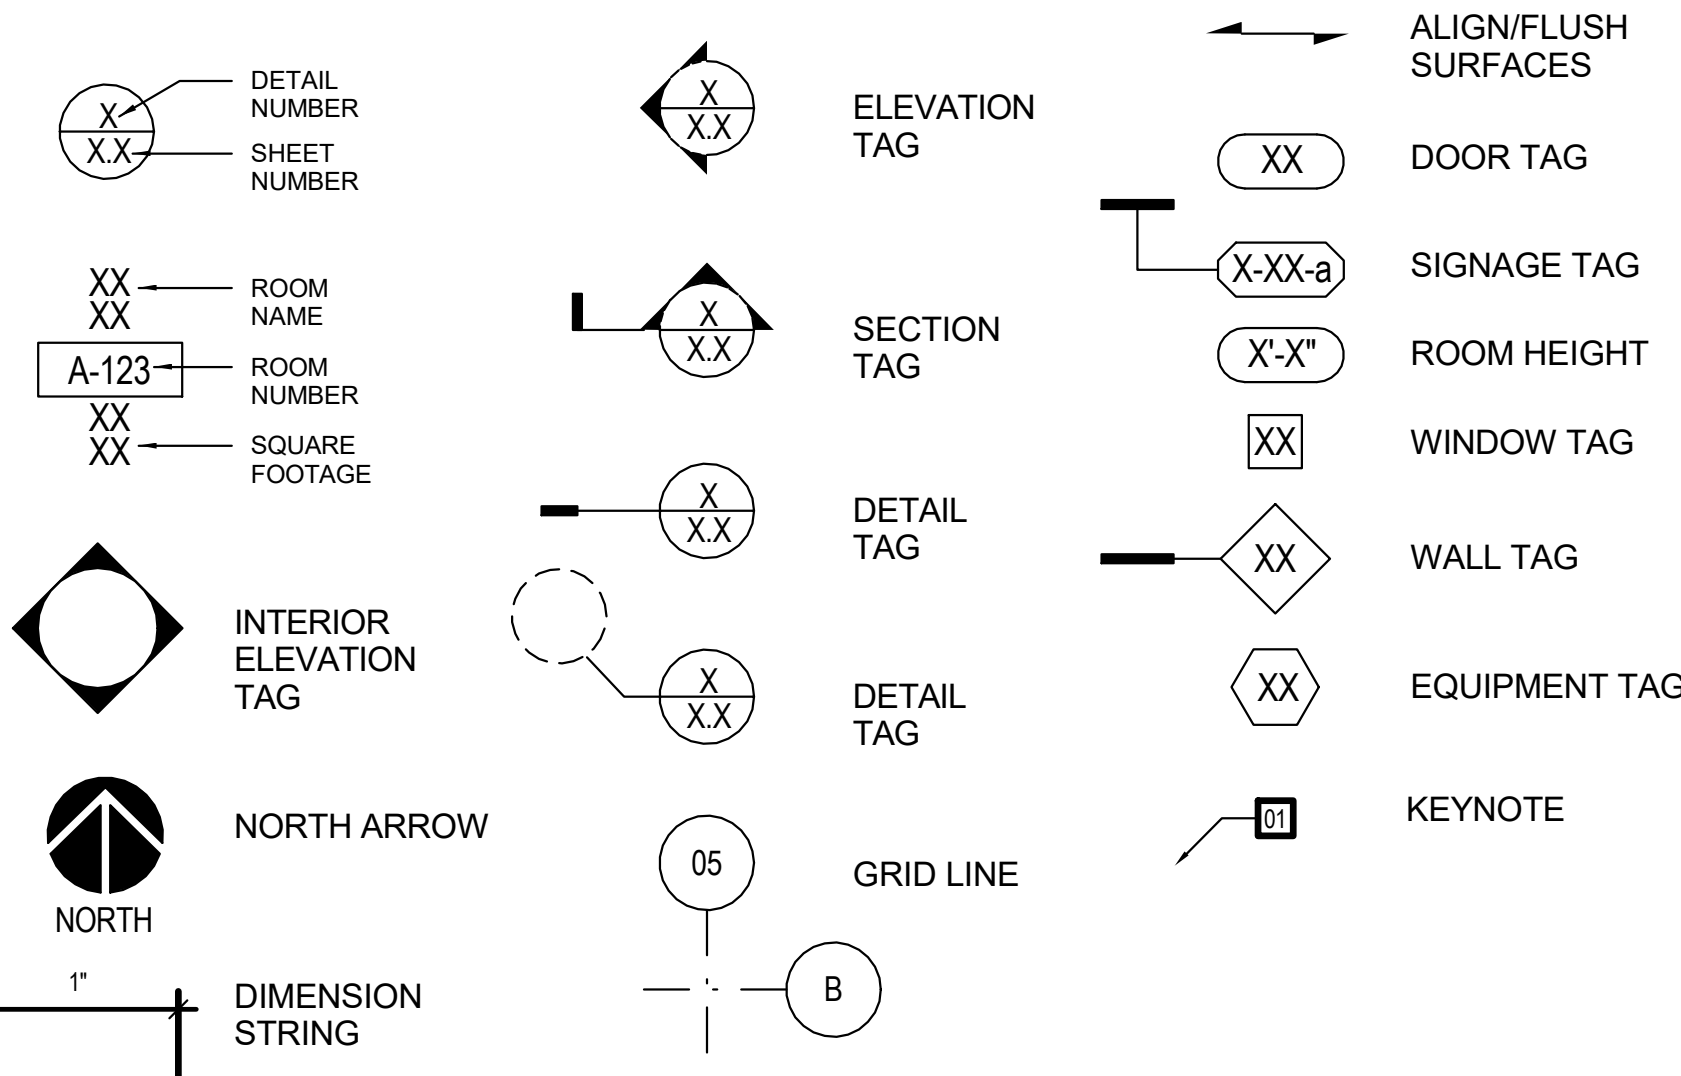 X
X.X
DETAIL
NUMBER
SHEET
NUMBER
XX
XX
A-123
XX
XX
ROOM
NAME
ROOM
NUMBER
SQUARE
FOOTAGE
INTERIOR
ELEVATION
TAG
NORTH
NORTH ARROW
1"
DIMENSION
STRING
X
X.X
ELEVATION
TAG
X
X.X
SECTION
TAG
X
X.X
DETAIL
TAG
X
X.X
DETAIL
TAG
05
B
GRID LINE
ALIGN/FLUSH
SURFACES
XX
DOOR TAG
X-XX-a
SIGNAGE TAG
X'-X"
ROOM HEIGHT
XX
WINDOW TAG
XX
WALL TAG
XX
EQUIPMENT TAG
01
KEYNOTE